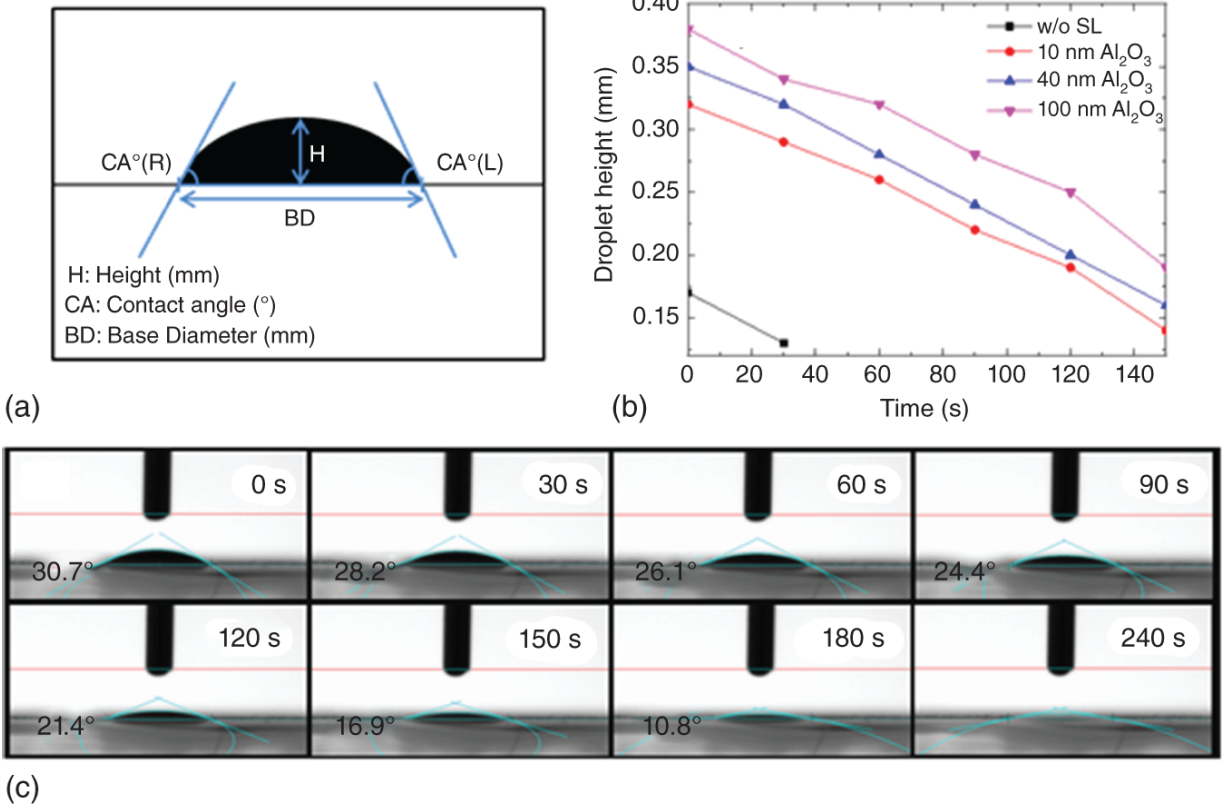 CA°(R)
H
CA°(L)
BD
H: Height (mm)
CA: Contact angle (°)
BD: Base Diameter (mm)
(a)
Droplet height (mm)
0.40
0.35
0.30
0.25
0.20
0.15
0
20
40
60
80
100
120
140
Time (s)
w/o SL
10 nm Al₂O₃
40 nm Al₂O₃
100 nm Al₂O₃
(b)
0 s
30.7°
30 s
28.2°
60 s
26.1°
90 s
24.4°
120 s
21.4°
150 s
16.9°
180 s
10.8°
240 s
(c)